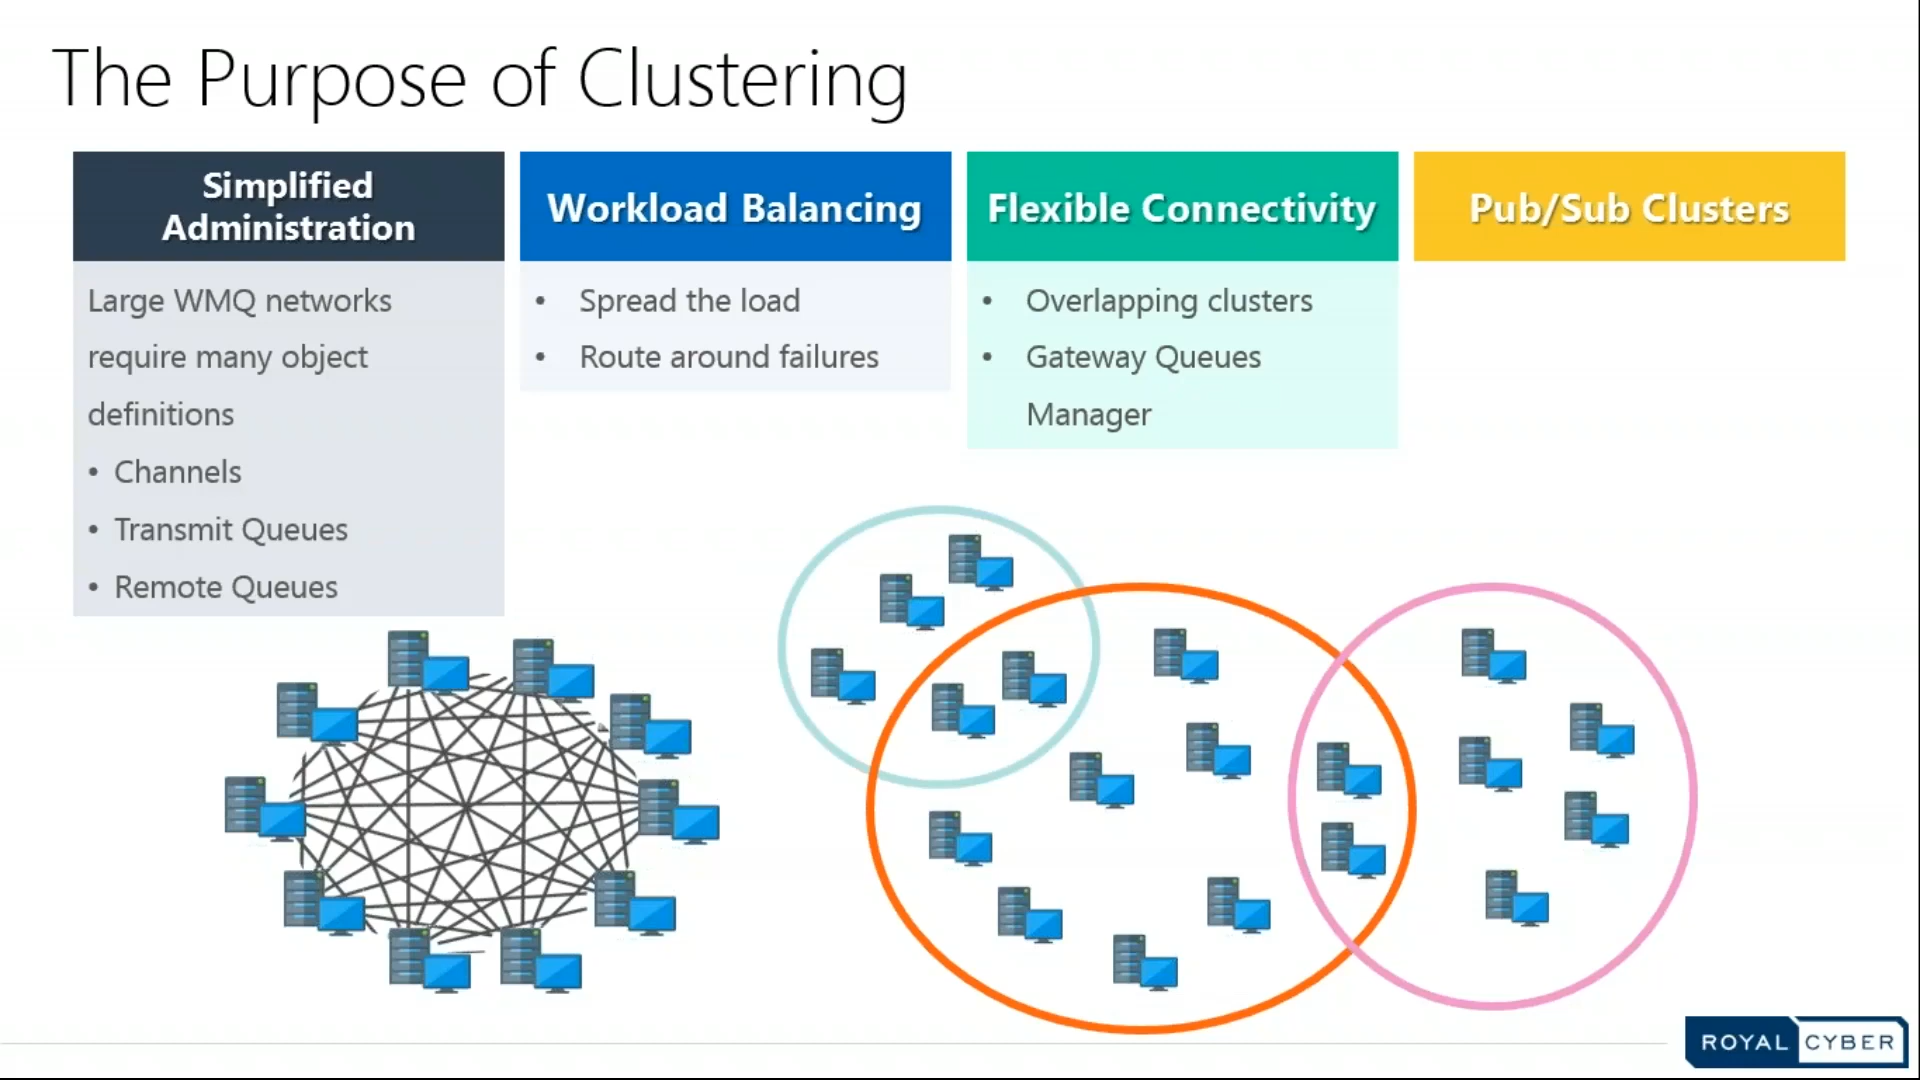 The Purpose of Clustering
Simplified
Administration
Large WMQ networks
require many object
definitions
• Channels
• Transmit Queues
• Remote Queues
Workload Balancing
• Spread the load
• Route around failures
Flexible Connectivity
• Overlapping clusters
• Gateway Queues
Manager
Pub/Sub Clusters
ROYAL CYBER